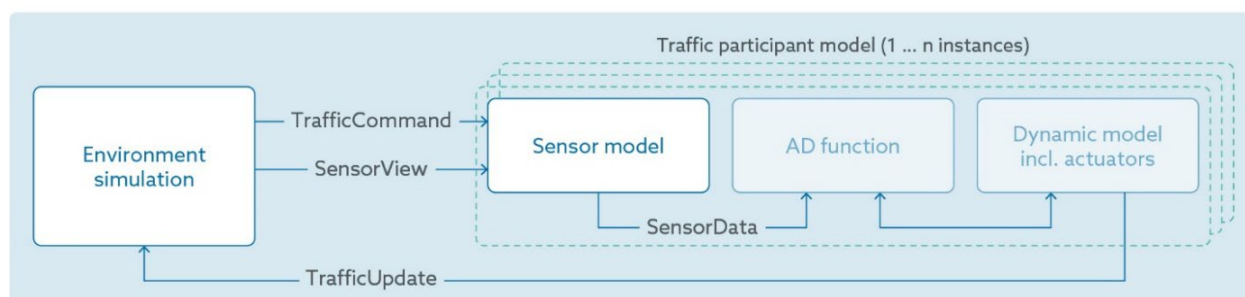 Traffic participant model (1 ... n instances)
TrafficCommand
Environment
simulation
SensorView
Sensor model
AD function
Dynamic model
incl. actuators
SensorData
TrafficUpdate